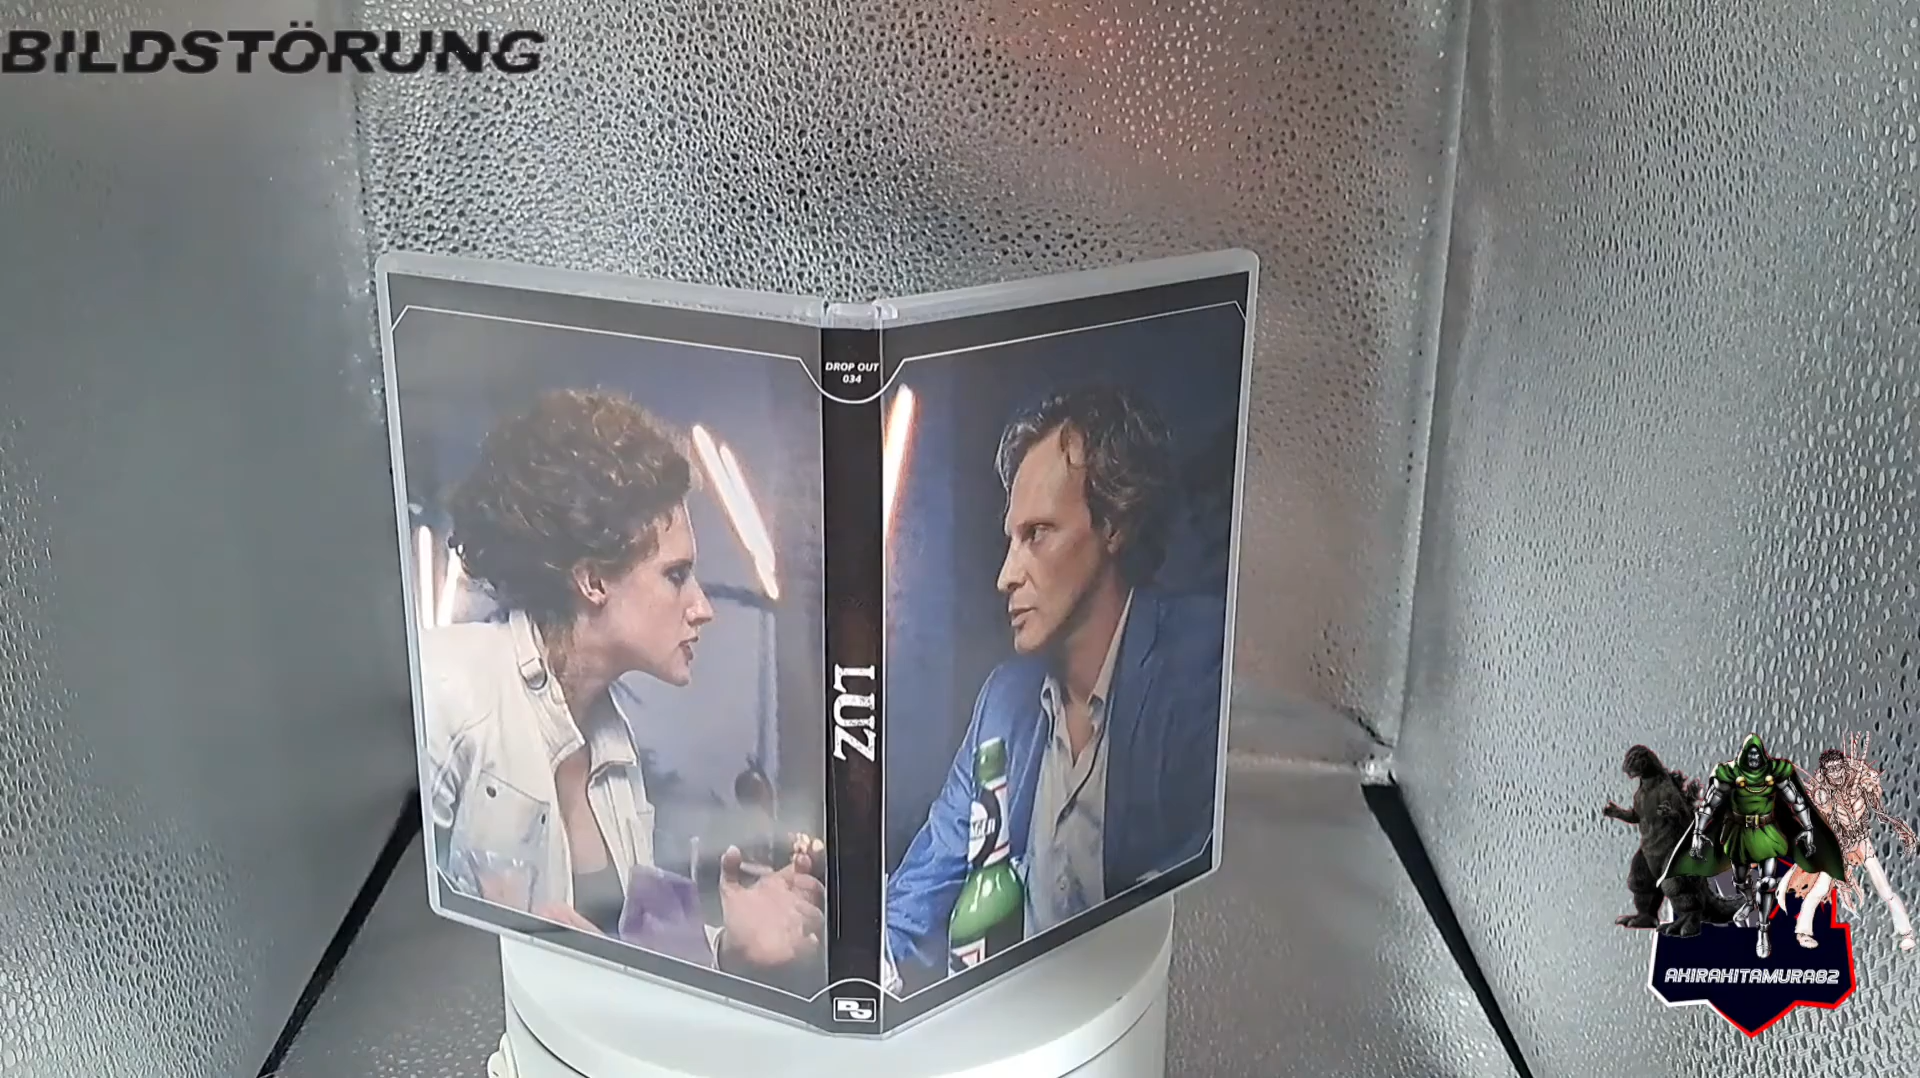 BILDSTÖRUNG
DROP OUT
034
LUZ
AKIRAKITAMURA82